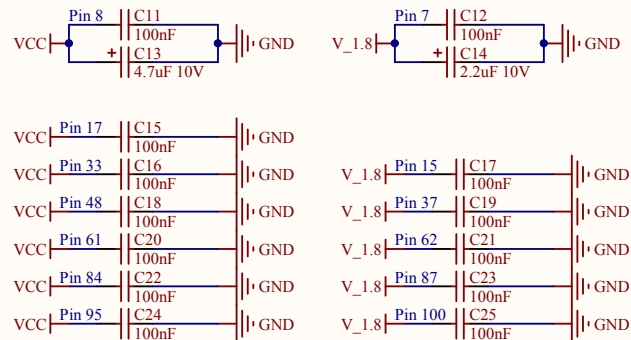 Pin 8 C11
100nF
VCC GND
+ C13
4.7uF 10V
Pin 7 C12
100nF
V_1.8 GND
+ C14
2.2uF 10V
VCC Pin 17 C15 GND
100nF
VCC Pin 33 C16 GND
100nF
VCC Pin 48 C18 GND
100nF
VCC Pin 61 C20 GND
100nF
VCC Pin 84 C22 GND
100nF
VCC Pin 95 C24 GND
100nF
V_1.8 Pin 15 C17 GND
100nF
V_1.8 Pin 37 C19 GND
100nF
V_1.8 Pin 62 C21 GND
100nF
V_1.8 Pin 87 C23 GND
100nF
V_1.8 Pin 100 C25 GND
100nF